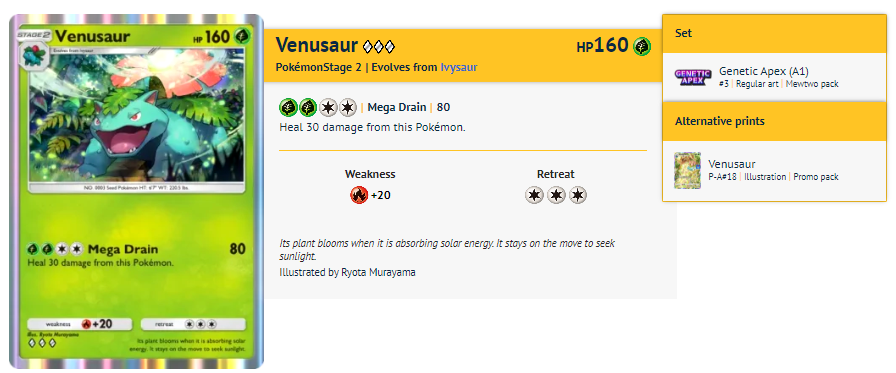 STAGE 2
Venusaur
HP 160
Evolves from Ivysaur
NO. 0003 Seed Pokémon HT: 6'7" WT: 220.5 lbs.
Mega Drain 80
Heal 30 damage from this Pokémon.
weakness +20 retreat
Illus. Ryota Murayama
Its plant blooms when it is absorbing solar
energy. It stays on the move to seek sunlight.
Venusaur
HP160
PokémonStage 2 | Evolves from Ivysaur
| Mega Drain | 80
Heal 30 damage from this Pokémon.
Weakness Retreat
+20
Its plant blooms when it is absorbing solar energy. It stays on the move to seek
sunlight.
Illustrated by Ryota Murayama
Set
GENETIC
APEX
Genetic Apex (A1)
#3 | Regular art | Mewtwo pack
Alternative prints
Venusaur
P-A#18 | Illustration | Promo pack